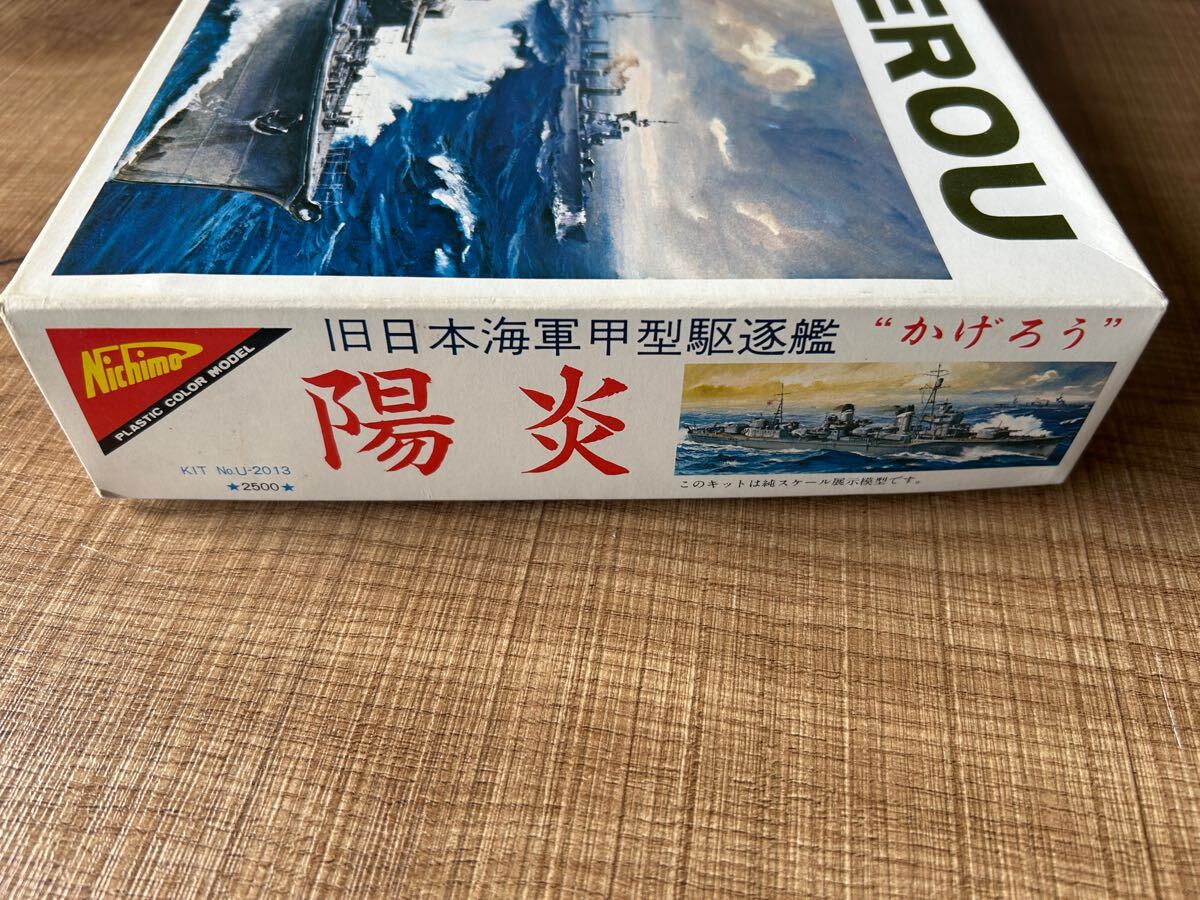 EROU
Nichimo
PLASTIC COLOR MODEL
旧日本海軍甲型駆逐艦 “かげろう”
陽炎
KIT No.U-2013
★2500★
このキットは純スケール展示模型です。